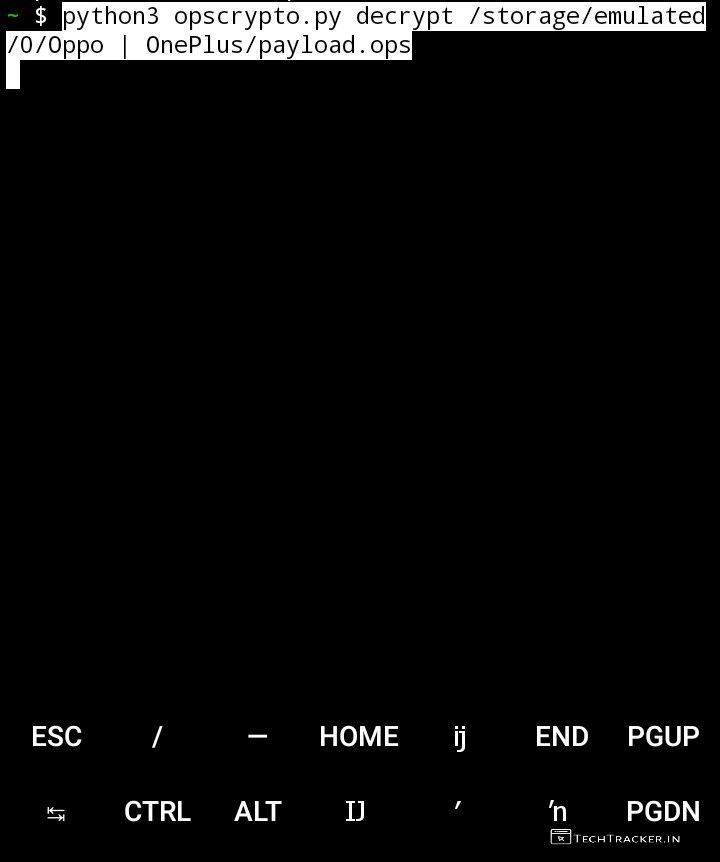 ~ $ python3 opscrypto.py decrypt /storage/emulated
/0/Oppo | OnePlus/payload.ops
ESC / — HOME ĳ END PGUP
↹ CTRL ALT IJ ′ ŉ PGDN
TECHTRACKER.IN